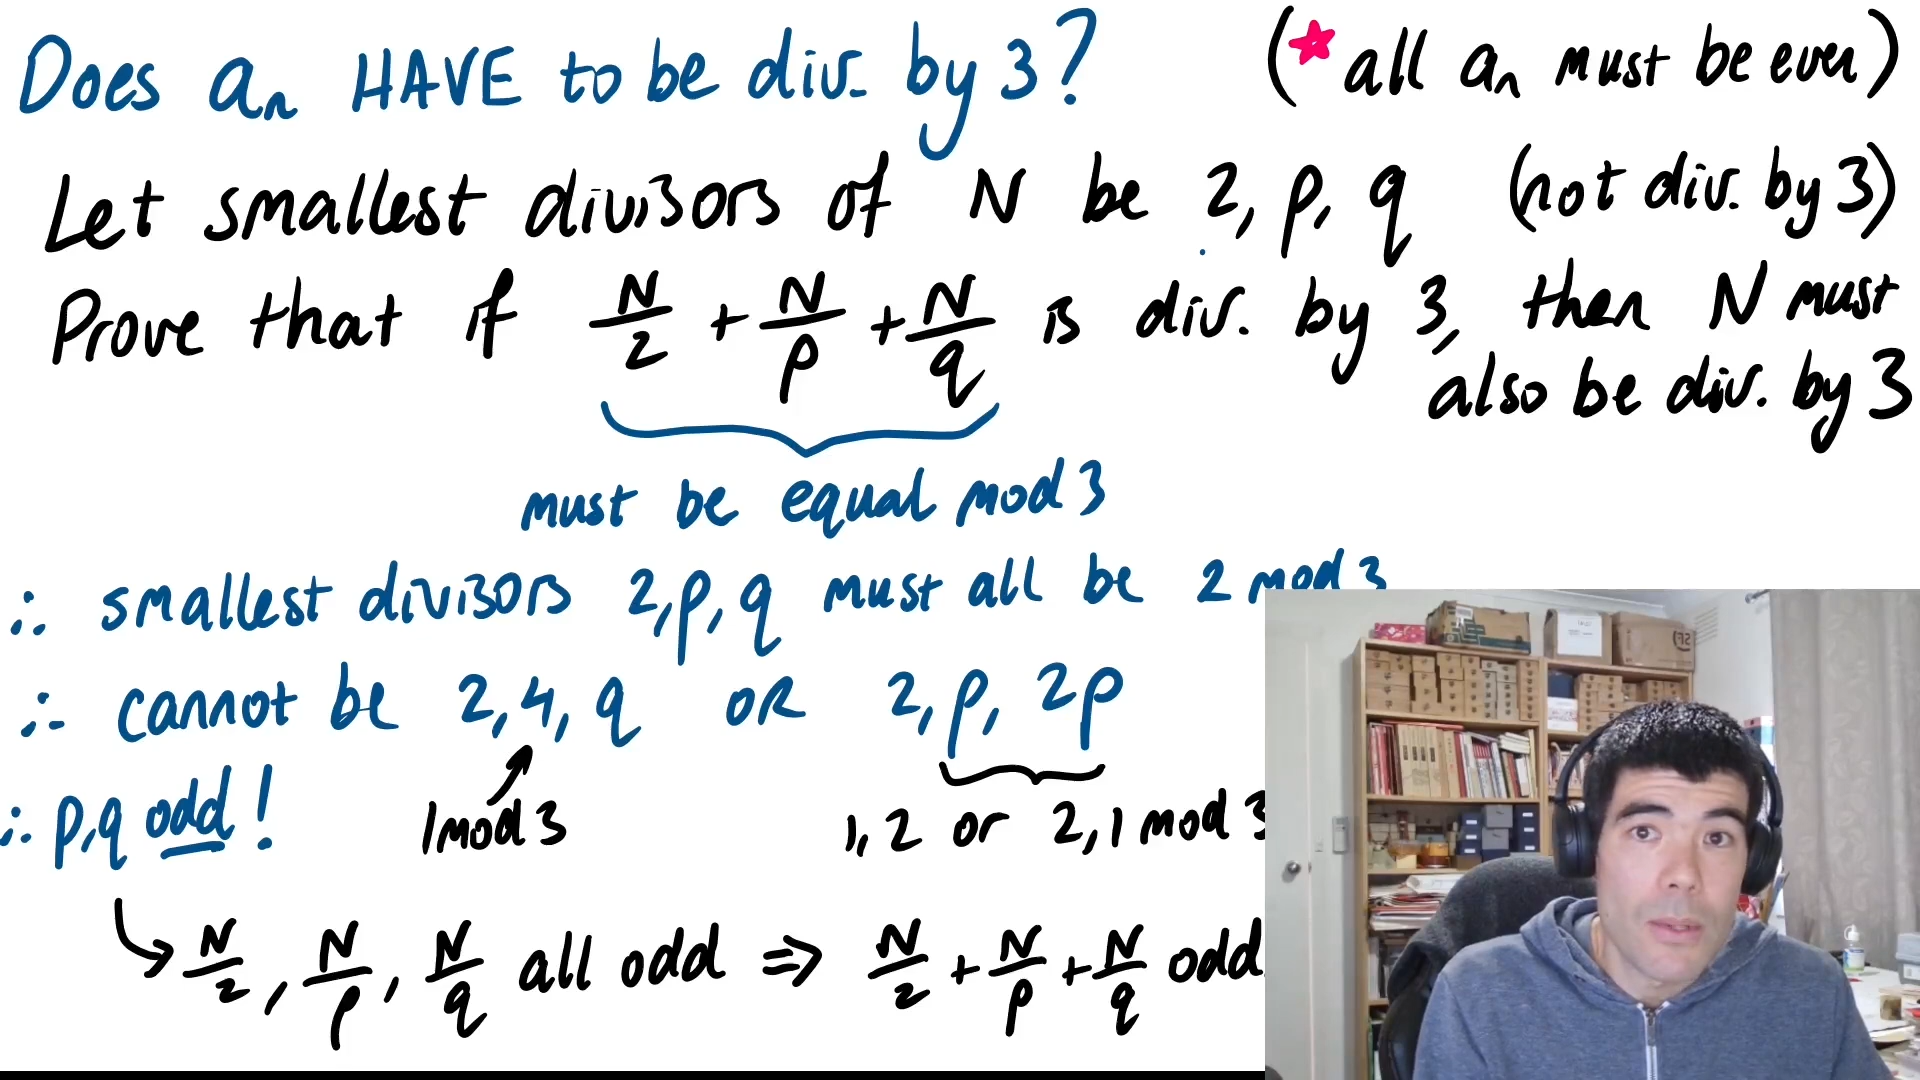 Does aₙ HAVE to be div. by 3?
(* all aₙ must be even)
Let smallest divisors of N be 2, p, q (not div. by 3)
Prove that if N/2 + N/p + N/q is div. by 3, then N must
also be div. by 3
must be equal mod 3
∴ smallest divisors 2,p,q must all be 2 mod 3
∴ cannot be 2,4,q OR 2,p,2p
∴ p,q odd!
1 mod 3
1,2 or 2,1 mod 3
N/2, N/p, N/q all odd ⇒ N/2 + N/p + N/q odd